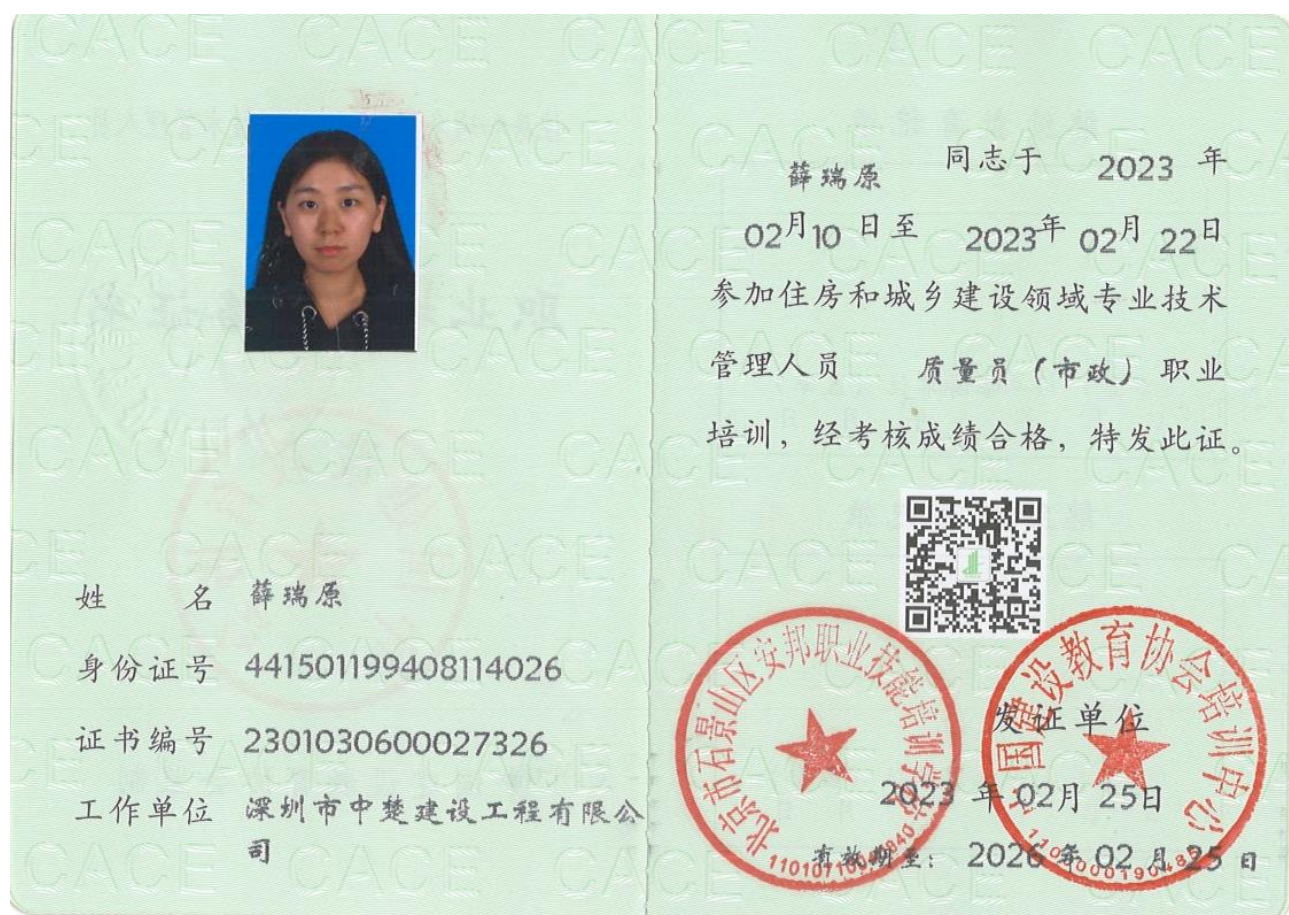 姓 名 薛瑞原
身份证号 441501199408114026
证书编号 2301030600027326
工作单位 深圳市中楚建设工程有限公
司
薛瑞原 同志于 2023 年
02月10 日至 2023年 02月 22日
参加住房和城乡建设领域专业技术
管理人员 质量员（市政）职业
培训，经考核成绩合格，特发此证。
北京市石景山区安邦职业技能培训学校
中国建设教育协会培训中心
发证单位
2023 年 02月 25日
有效期至：2026 年 02 月 25 日
CACE